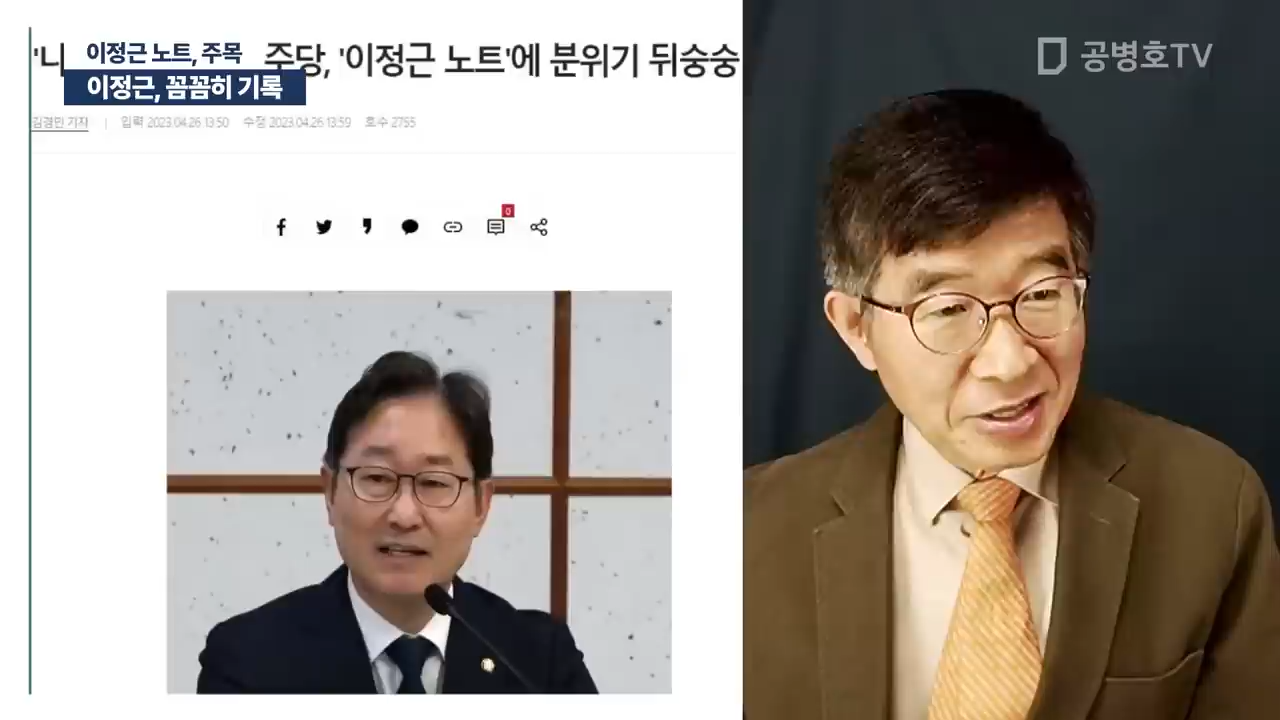 이정근 노트, 주목
이정근, 꼼꼼히 기록
'니 주당, '이정근 노트'에 분위기 뒤숭숭
김경민 기자 | 입력 2023.04.26 13:50 수정 2023.04.26 13:59 호수 2755
0
공병호TV